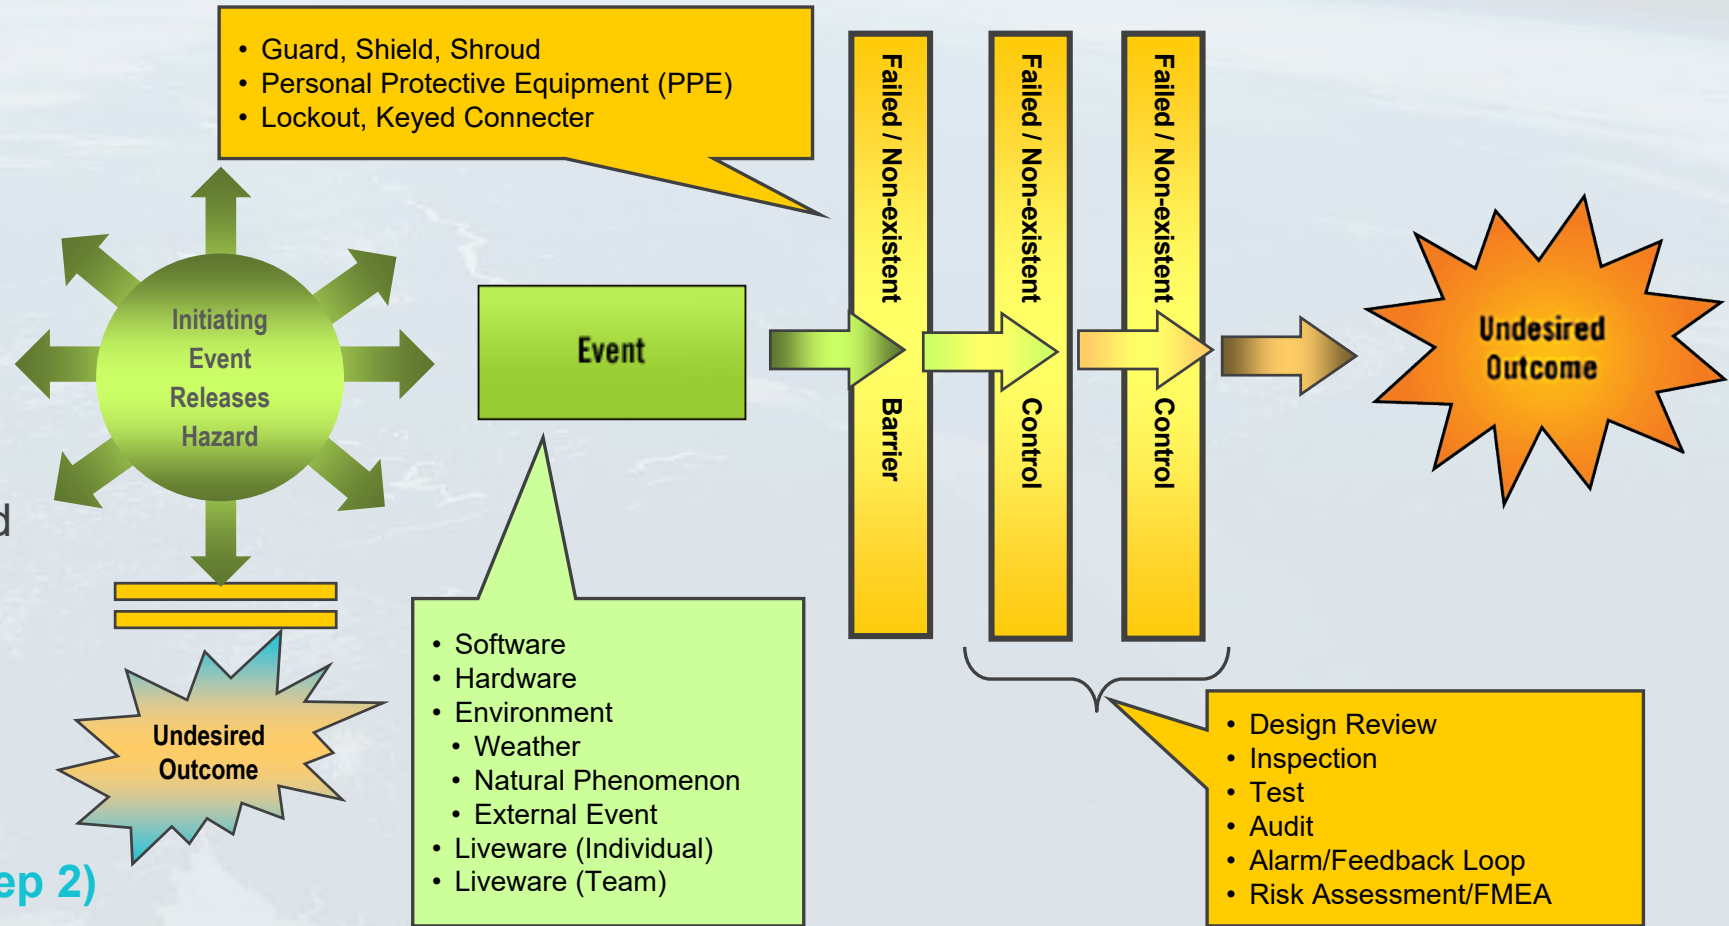 • Guard, Shield, Shroud
• Personal Protective Equipment (PPE)
• Lockout, Keyed Connecter
Initiating
Event
Releases
Hazard
Event
Failed / Non-existent Barrier
Failed / Non-existent Control
Failed / Non-existent Control
Undesired
Outcome
d
Undesired
Outcome
ep 2)
• Software
• Hardware
• Environment
• Weather
• Natural Phenomenon
• External Event
• Liveware (Individual)
• Liveware (Team)
• Design Review
• Inspection
• Test
• Audit
• Alarm/Feedback Loop
• Risk Assessment/FMEA